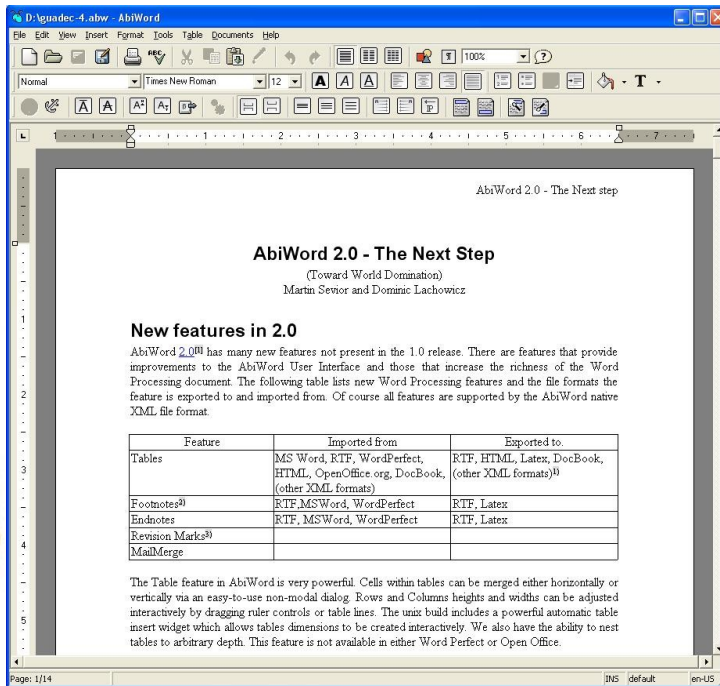 D:\guadec-4.abw - AbiWord
File Edit View Insert Format Tools Table Documents Help
100%
Normal Times New Roman 12
1 1 2 3 4 5 6 7
AbiWord 2.0 - The Next step
AbiWord 2.0 - The Next Step
(Toward World Domination)
Martin Sevior and Dominic Lachowicz
New features in 2.0
AbiWord 2.0[1] has many new features not present in the 1.0 release. There are features that provide
improvements to the AbiWord User Interface and those that increase the richness of the Word
Processing document. The following table lists new Word Processing features and the file formats the
feature is exported to and imported from. Of course all features are supported by the AbiWord native
XML file format.
Feature Imported from Exported to.
Tables MS Word, RTF, WordPerfect, RTF, HTML, Latex, DocBook,
HTML, OpenOffice.org, DocBook, (other XML formats)1)
(other XML formats)
Footnotes2) RTF,MSWord, WordPerfect RTF, Latex
Endnotes RTF, MSWord, WordPerfect RTF, Latex
Revision Marks3)
MailMerge
The Table feature in AbiWord is very powerful. Cells within tables can be merged either horizontally or
vertically via an easy-to-use non-modal dialog. Rows and Columns heights and widths can be adjusted
interactively by dragging ruler controls or table lines. The unix build includes a powerful automatic table
insert widget which allows tables dimensions to be created interactively. We also have the ability to nest
tables to arbitrary depth. This feature is not available in either Word Perfect or Open Office.
Page: 1/14 INS default en-US